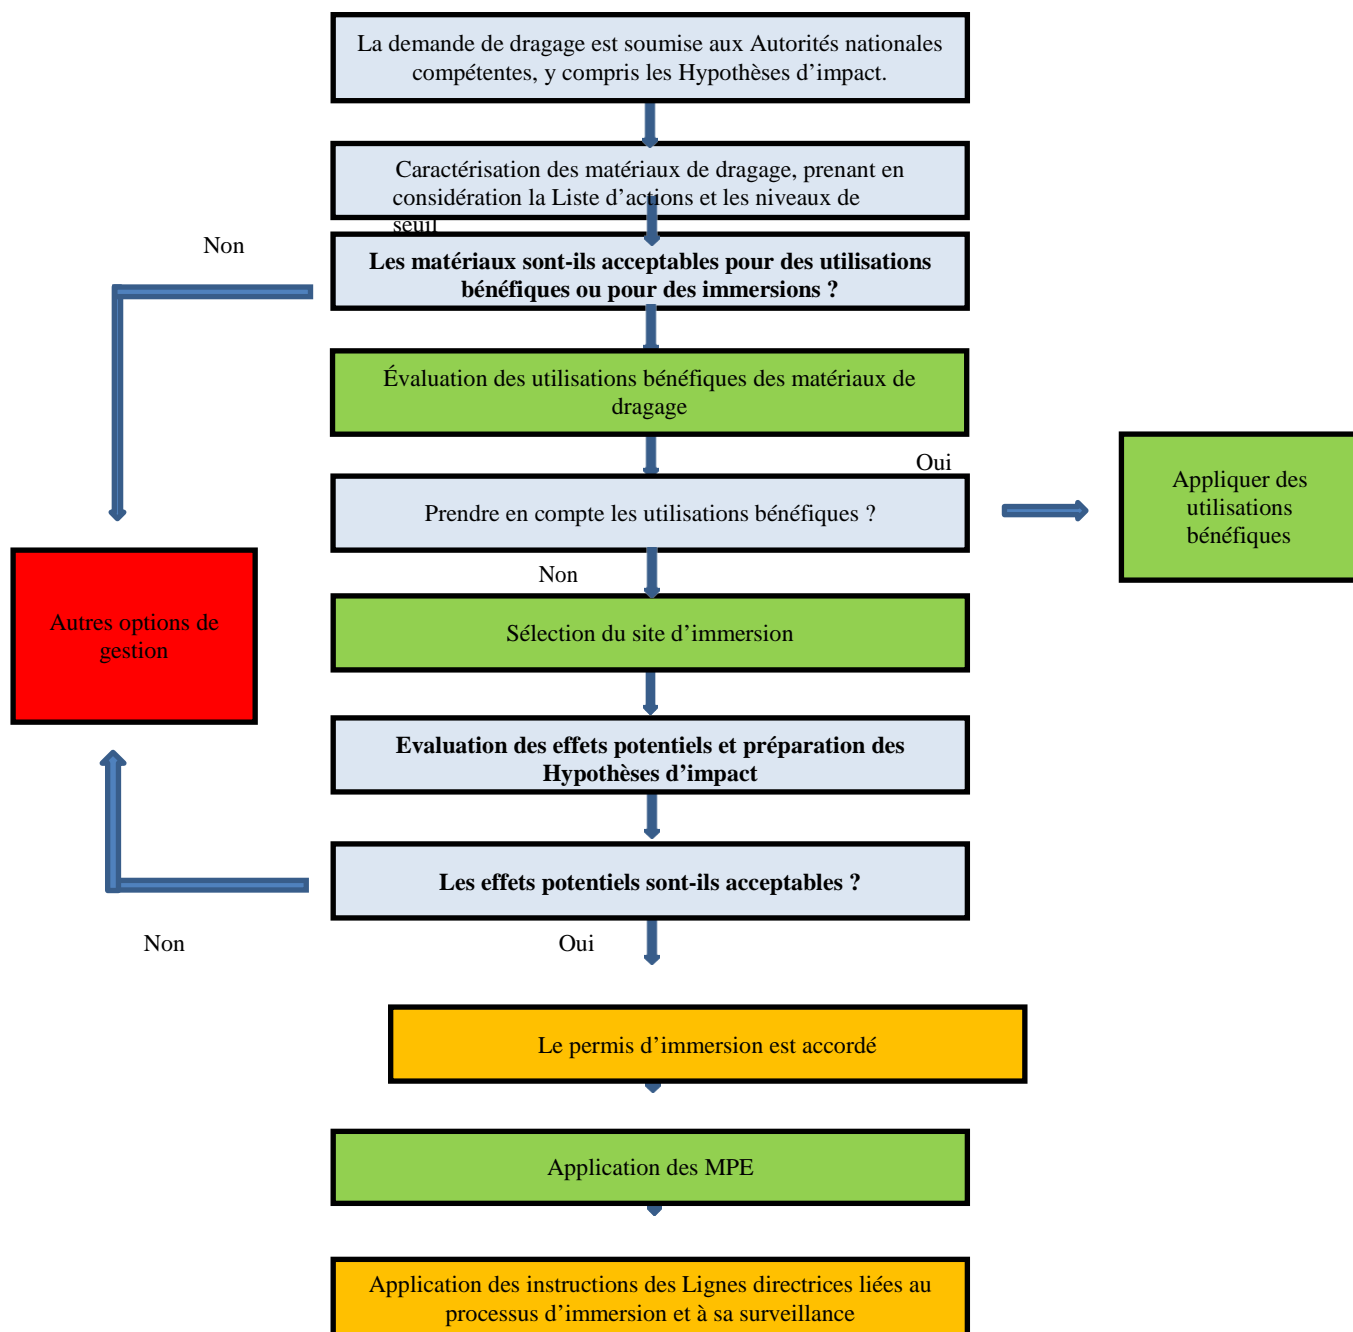 La demande de dragage est soumise aux Autorités nationales
compétentes, y compris les Hypothèses d’impact.
Caractérisation des matériaux de dragage, prenant en
considération la Liste d’actions et les niveaux de
seuil
Non
Les matériaux sont-ils acceptables pour des utilisations
bénéfiques ou pour des immersions ?
Évaluation des utilisations bénéfiques des matériaux de
dragage
Oui
Prendre en compte les utilisations bénéfiques ?
Appliquer des
utilisations
bénéfiques
Non
Autres options de
gestion
Sélection du site d’immersion
Evaluation des effets potentiels et préparation des
Hypothèses d’impact
Les effets potentiels sont-ils acceptables ?
Non
Oui
Le permis d’immersion est accordé
Application des MPE
Application des instructions des Lignes directrices liées au
processus d’immersion et à sa surveillance